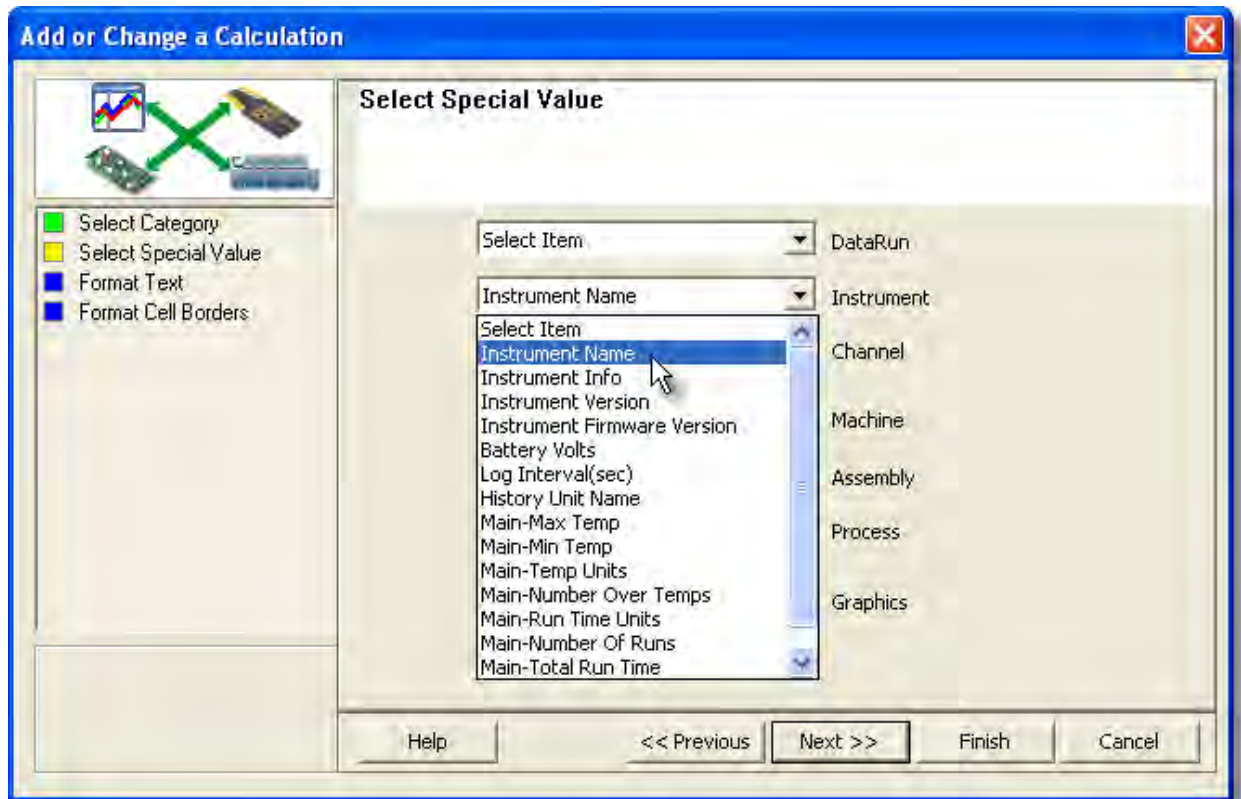 Add or Change a Calculation
Select Special Value
Select Category
Select Special Value
Format Text
Format Cell Borders
Select Item
DataRun
Instrument Name
Instrument
Select Item
Instrument Name
Instrument Info
Instrument Version
Instrument Firmware Version
Battery Volts
Log Interval(sec)
History Unit Name
Main-Max Temp
Main-Min Temp
Main-Temp Units
Main-Number Over Temps
Main-Run Time Units
Main-Number Of Runs
Main-Total Run Time
Channel
Machine
Assembly
Process
Graphics
Help
<< Previous
Next >>
Finish
Cancel